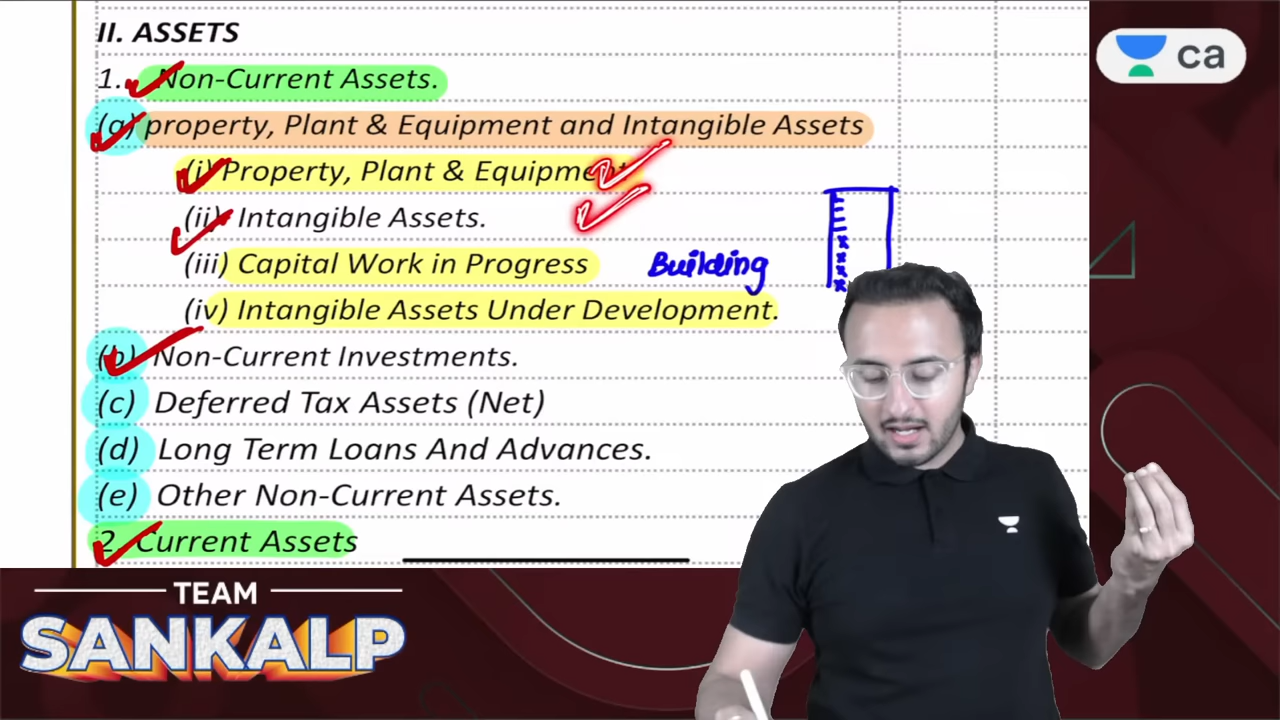 II. ASSETS
1. Non-Current Assets.
(a) property, Plant & Equipment and Intangible Assets
(i) Property, Plant & Equipment
(ii) Intangible Assets.
(iii) Capital Work in Progress
Building
(iv) Intangible Assets Under Development.
(b) Non-Current Investments.
(c) Deferred Tax Assets (Net)
(d) Long Term Loans And Advances.
(e) Other Non-Current Assets.
2. Current Assets
ca
TEAM
SANKALP